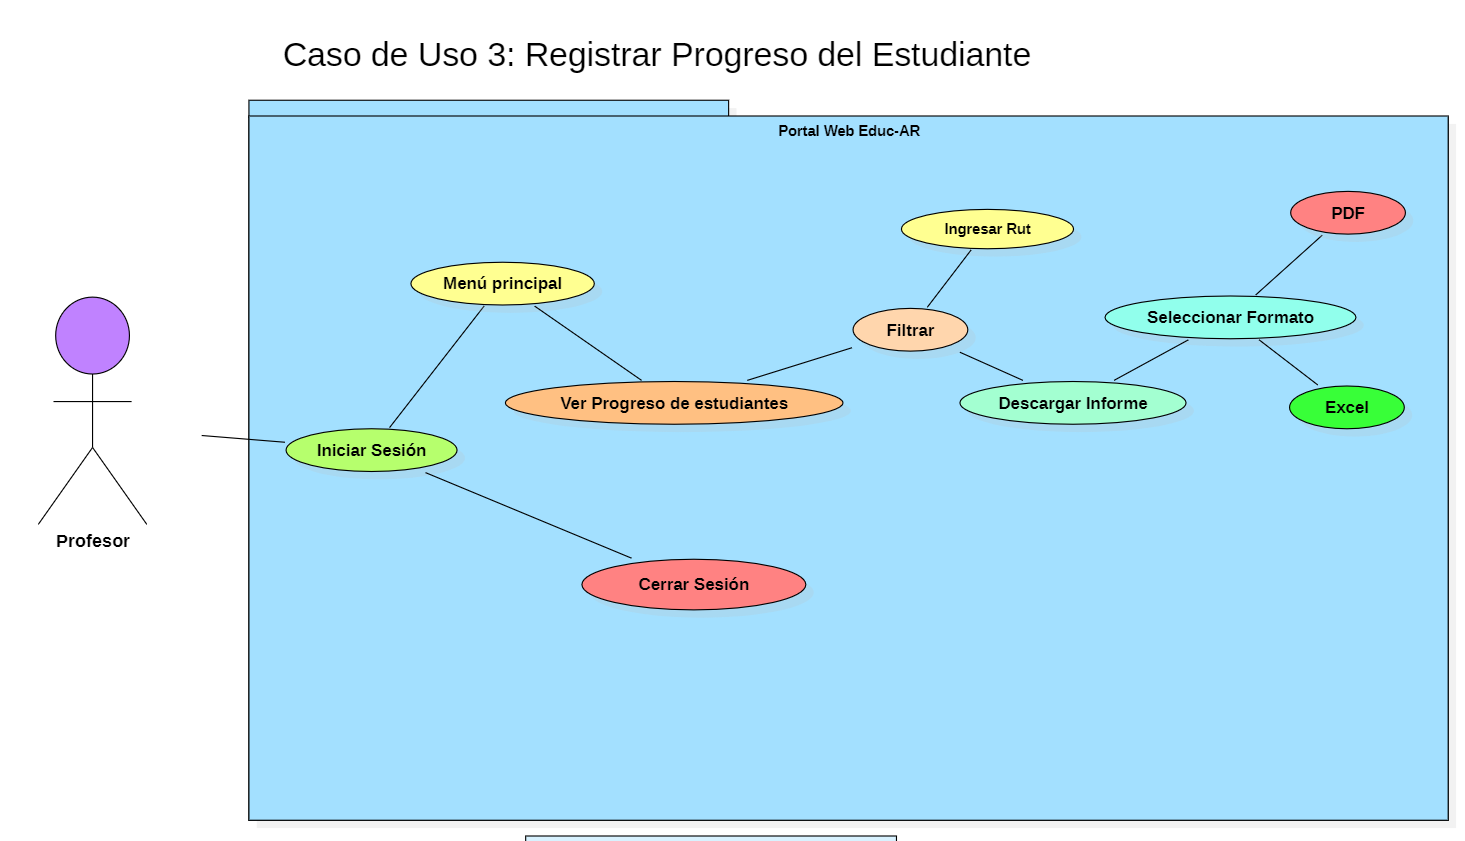 Caso de Uso 3: Registrar Progreso del Estudiante
Portal Web Educ-AR
PDF
Ingresar Rut
Menú principal
Seleccionar Formato
Filtrar
Ver Progreso de estudiantes
Descargar Informe
Excel
Iniciar Sesión
Profesor
Cerrar Sesión